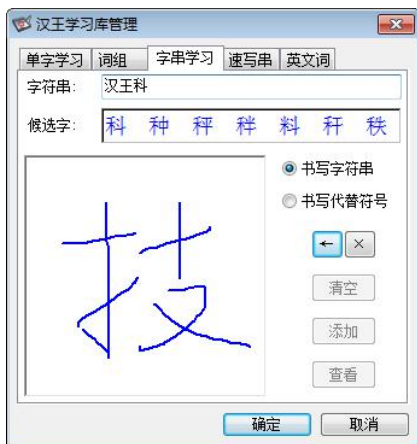 汉王学习库管理
单字学习 词组 字串学习 速写串 英文词
字符串: 汉王科
候选字: 科 种 秤 秚 料 秆 秩
书写字符串
书写代替符号
技
← ×
清空
添加
查看
确定 取消